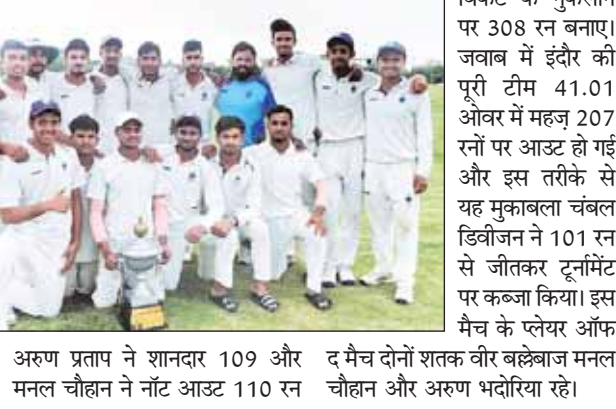 अरुण प्रताप ने शानदार 109 और
मनल चौहान ने नॉट आउट 110 रन
विकेट के नुकसान
पर 308 रन बनाए।
जवाब में इंदौर की
पूरी टीम 41.01
ओवर में महज़ 207
रनों पर आउट हो गई
और इस तरीके से
यह मुकाबला चंबल
डिवीजन ने 101 रन
से जीतकर टूर्नामेंट
पर कब्जा किया। इस
मैच के प्लेयर ऑफ
द मैच दोनों शतक वीर बल्लेबाज मनल
चौहान और अरुण भदोरिया रहे।